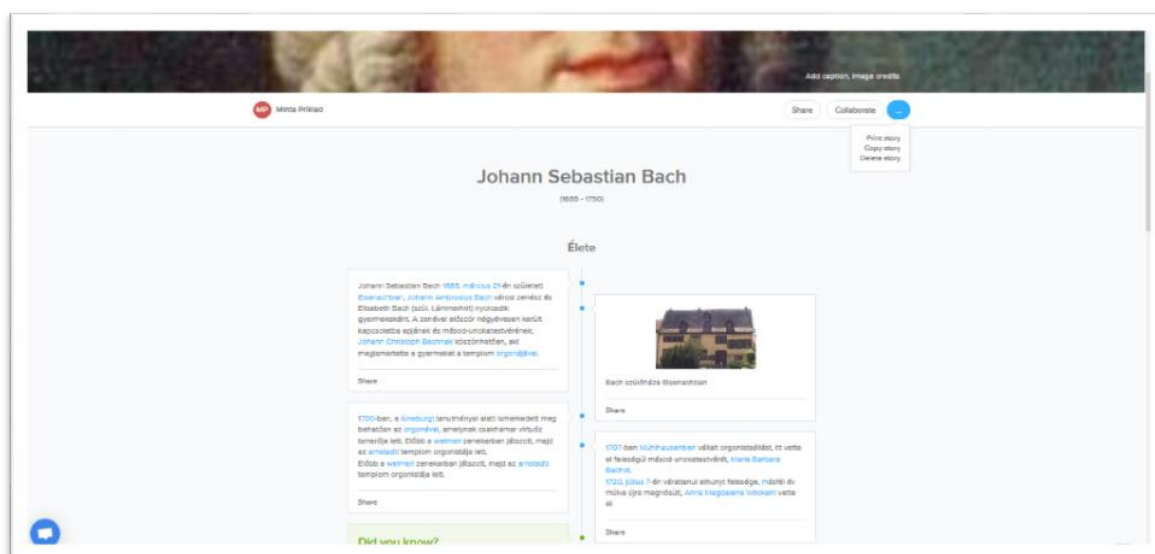 Add caption, image credits
MP Minta Príklad
Share
Collaborate
...
Print story
Copy story
Delete story
Johann Sebastian Bach
(1685 - 1750)
Élete
Johann Sebastian Bach 1685. március 21-én született
Eisenachban, Johann Ambrosius Bach városi zenész és
Elisabeth Bach (szül. Lämmerhirt) nyolcadik
gyermekeként. A zenével először négyévesen került
kapcsolatba apjának és másod-unokatestvérének,
Johann Christoph Bachnak köszönhetően, aki
megismertette a gyermeket a templom orgonájával.
Share
Bach szülőháza Eisenachban
Share
1700-ban, a lüneburgi tanulmányai alatt ismerkedett meg
behatóan az orgonával, amelynek csakhamar virtuóz
ismerője lett. Előbb a weimari zenekarban játszott, majd
az arnstadti templom orgonistája lett.
Előbb a weimari zenekarban játszott, majd az arnstadti
templom orgonistája lett.
Share
1707-ben Mühlhausenben vállalt orgonistaállást, itt vette
el feleségül másod-unokatestvérét, Maria Barbara
Bachot.
1720. július 7-én váratlanul elhunyt felesége, másfél év
múlva újra megnősült, Anna Magdalena Wilckent vette
el.
Share
Did you know?